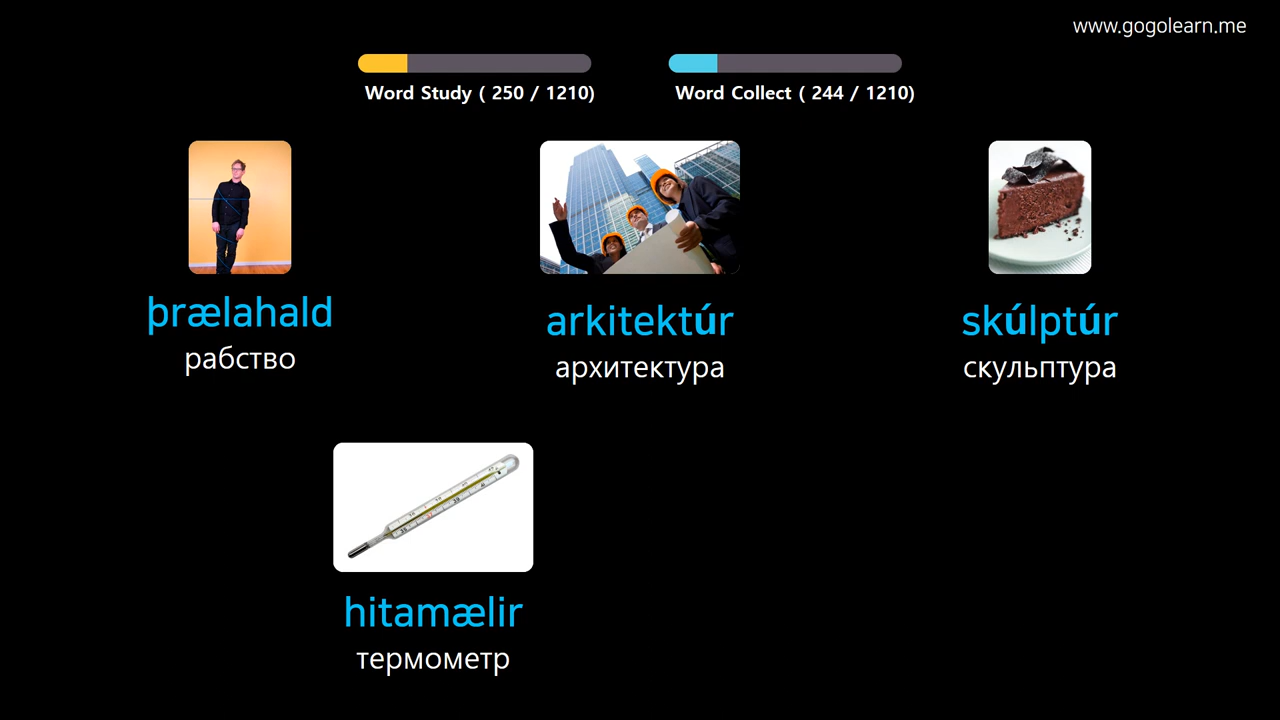 www.gogolearn.me
Word Study ( 250 / 1210)
Word Collect ( 244 / 1210)
þrælahald
рабство
arkitektúr
архитектура
skúlptúr
скульптура
hitamælir
термометр